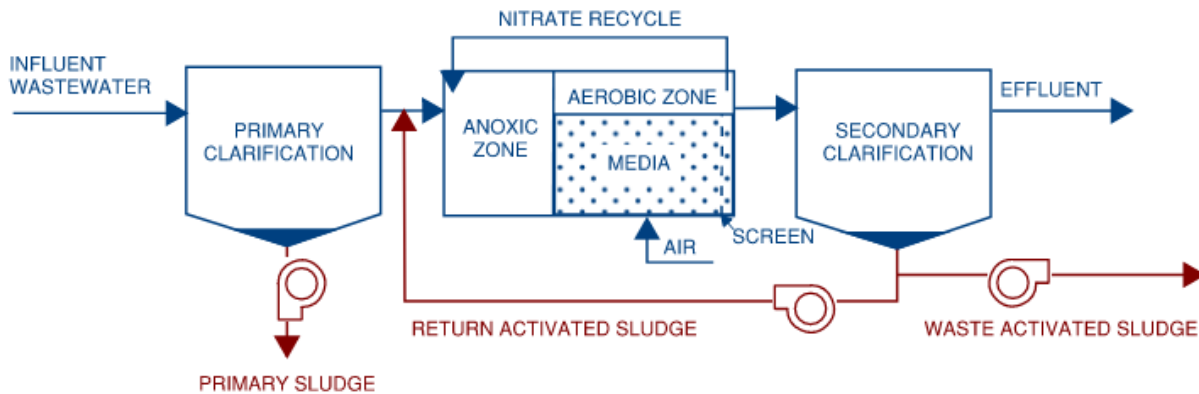 NITRATE RECYCLE
INFLUENT
WASTEWATER
PRIMARY
CLARIFICATION
ANOXIC
ZONE
AEROBIC ZONE
MEDIA
SECONDARY
CLARIFICATION
EFFLUENT
AIR
SCREEN
RETURN ACTIVATED SLUDGE
WASTE ACTIVATED SLUDGE
PRIMARY SLUDGE